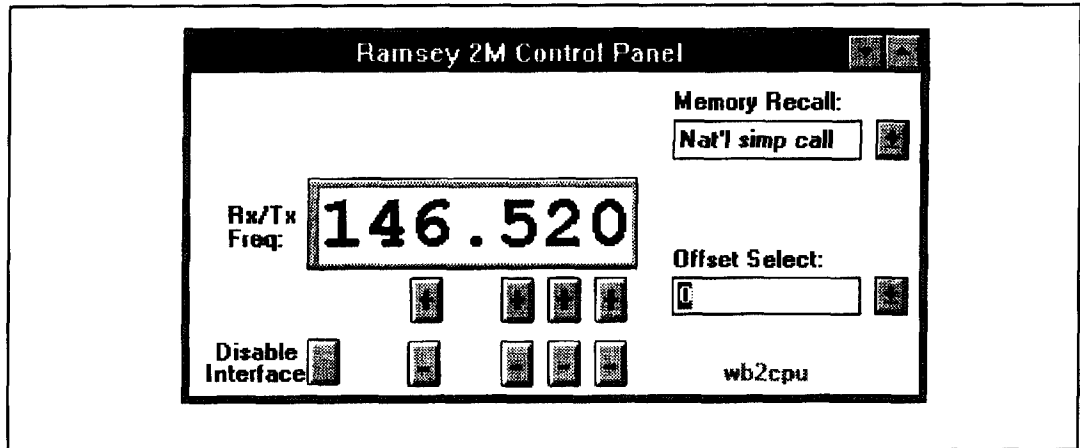 Ramsey 2M Control Panel
Memory Recall:
Nat'l simp call
Rx/Tx
Freq:
146.520
Offset Select:
0
+ + + +
Disable
Interface
- - - -
wb2cpu